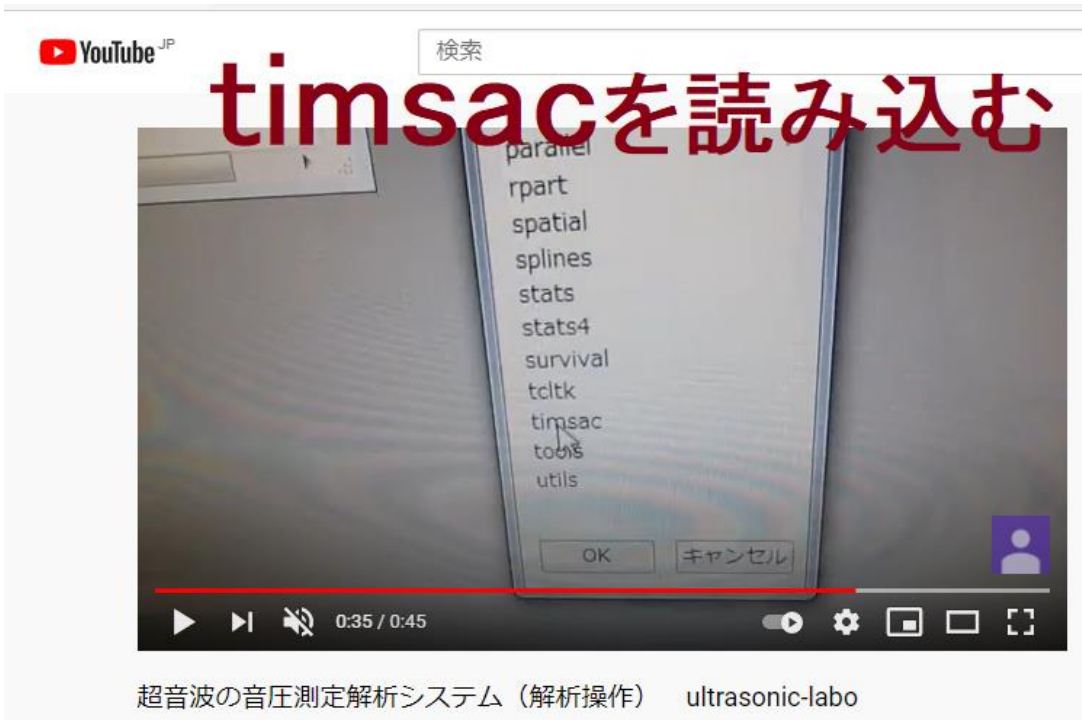 YouTube JP
検索
timsacを読み込む
parallel
rpart
spatial
splines
stats
stats4
survival
tcltk
timsac
tools
utils
OK キャンセル
0:35 / 0:45
超音波の音圧測定解析システム（解析操作） ultrasonic-labo